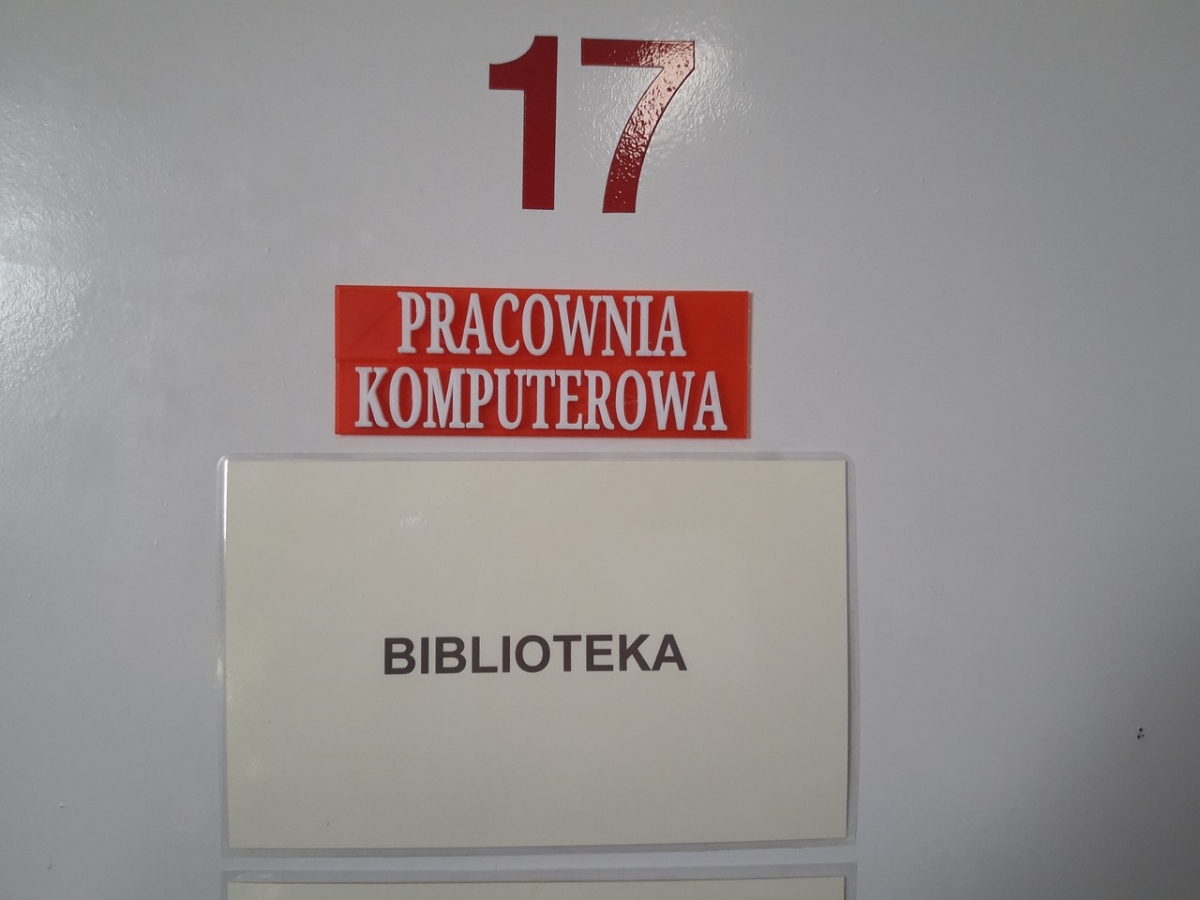 17
PRACOWNIA
KOMPUTEROWA
BIBLIOTEKA